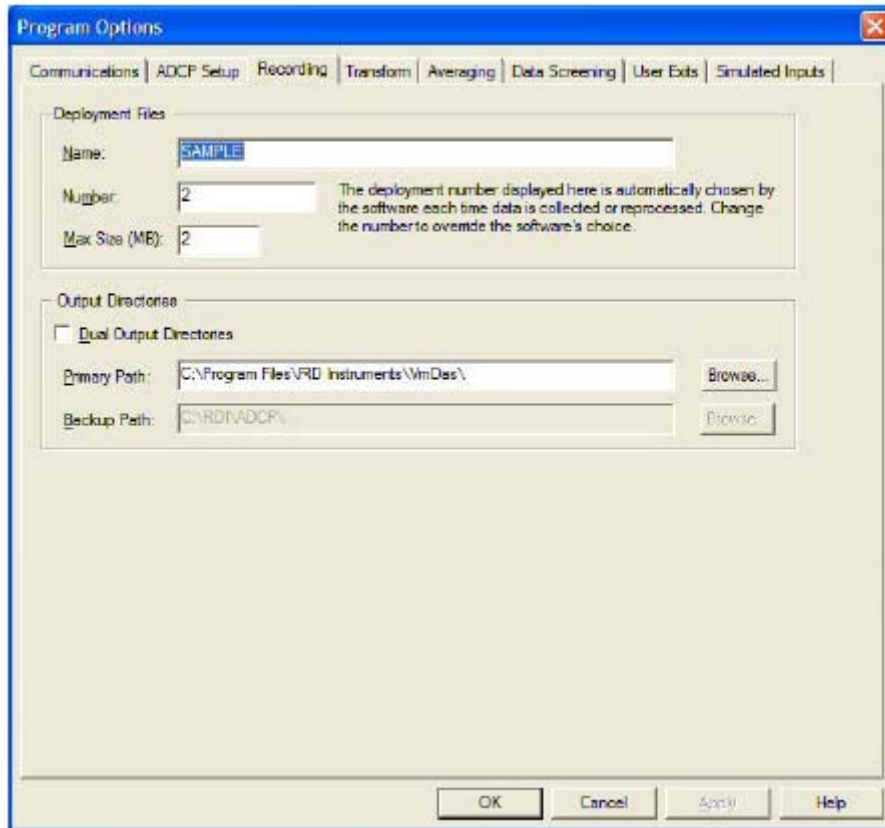 Program Options
Communications ADCP Setup Recording Transform Averaging Data Screening User Exits Simulated Inputs
Deployment Files
Name: SAMPLE
Number: 2
The deployment number displayed here is automatically chosen by
the software each time data is collected or reprocessed. Change
the number to override the software's choice.
Max Size (MB): 2
Output Directories
Dual Output Directories
Primary Path: C:\Program Files\RD Instruments\VmDas\ Browse...
Backup Path: C:\RDI\ADCP\ Browse...
OK Cancel Apply Help